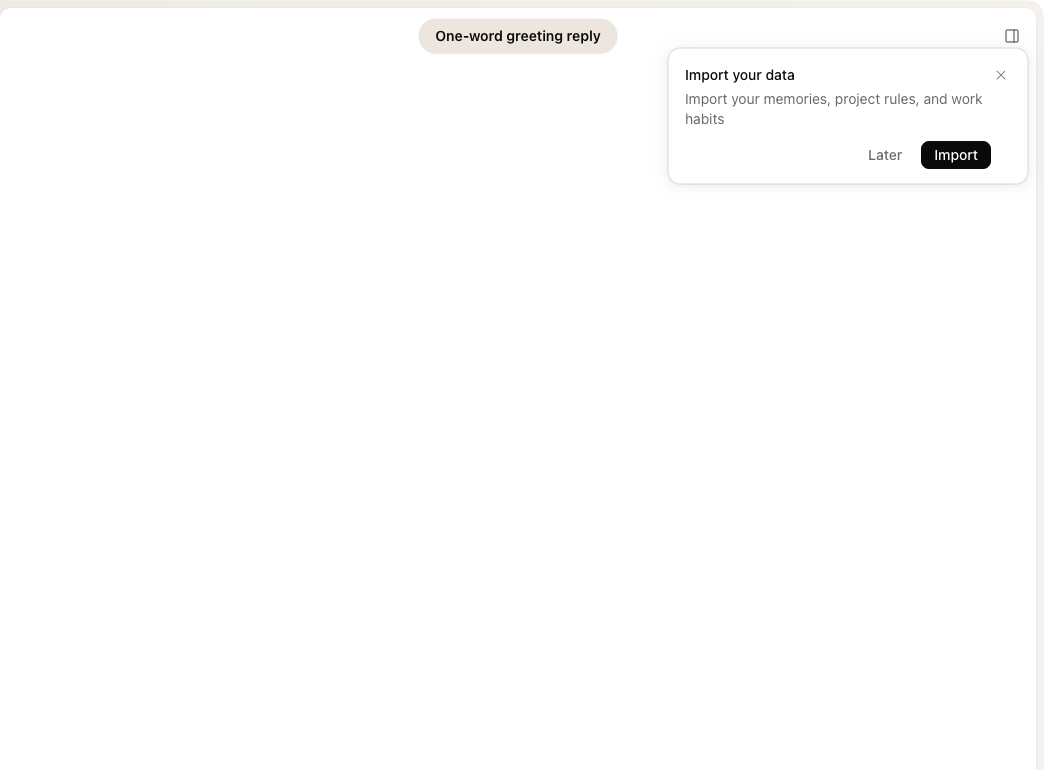 One-word greeting reply
Import your data
Import your memories, project rules, and work
habits
Later
Import